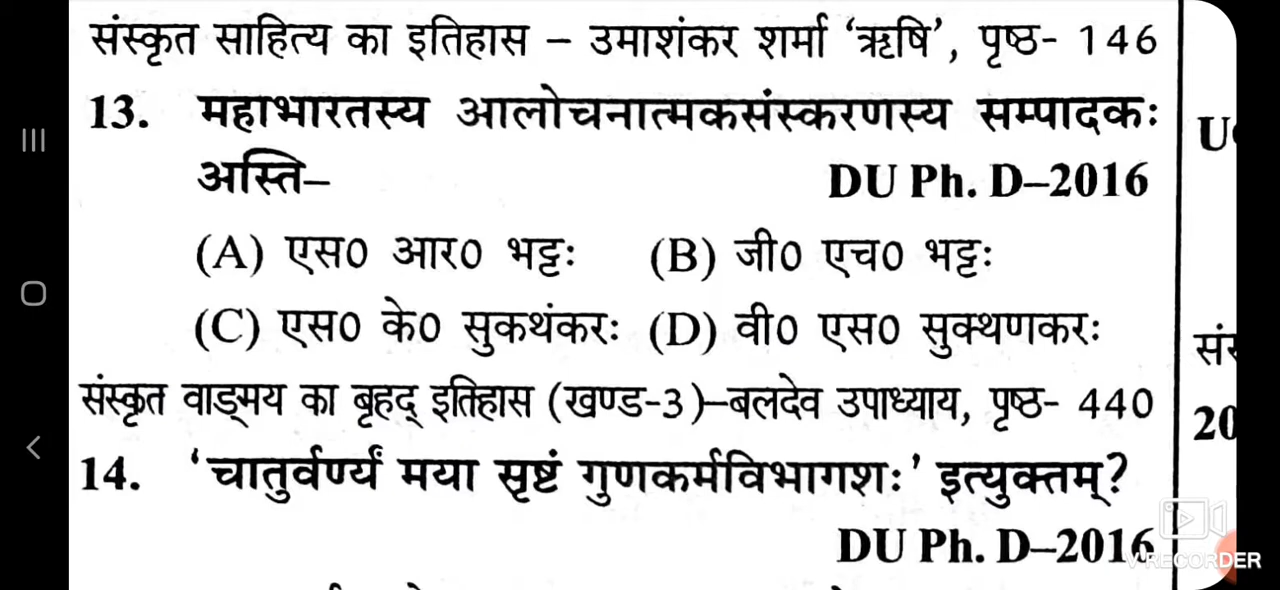 संस्कृत साहित्य का इतिहास – उमाशंकर शर्मा ‘ऋषि’, पृष्ठ- 146
13. महाभारतस्य आलोचनात्मकसंस्करणस्य सम्पादकः
अस्ति– DU Ph. D–2016
(A) एस0 आर0 भट्टः (B) जी0 एच0 भट्टः
(C) एस0 के0 सुकथंकरः (D) वी0 एस0 सुक्थणकरः
संस्कृत वाड्मय का बृहद् इतिहास (खण्ड-3)–बलदेव उपाध्याय, पृष्ठ- 440
14. ‘चातुर्वर्ण्यं मया सृष्टं गुणकर्मविभागशः’ इत्युक्तम्?
DU Ph. D–2016
V RECORDER
20